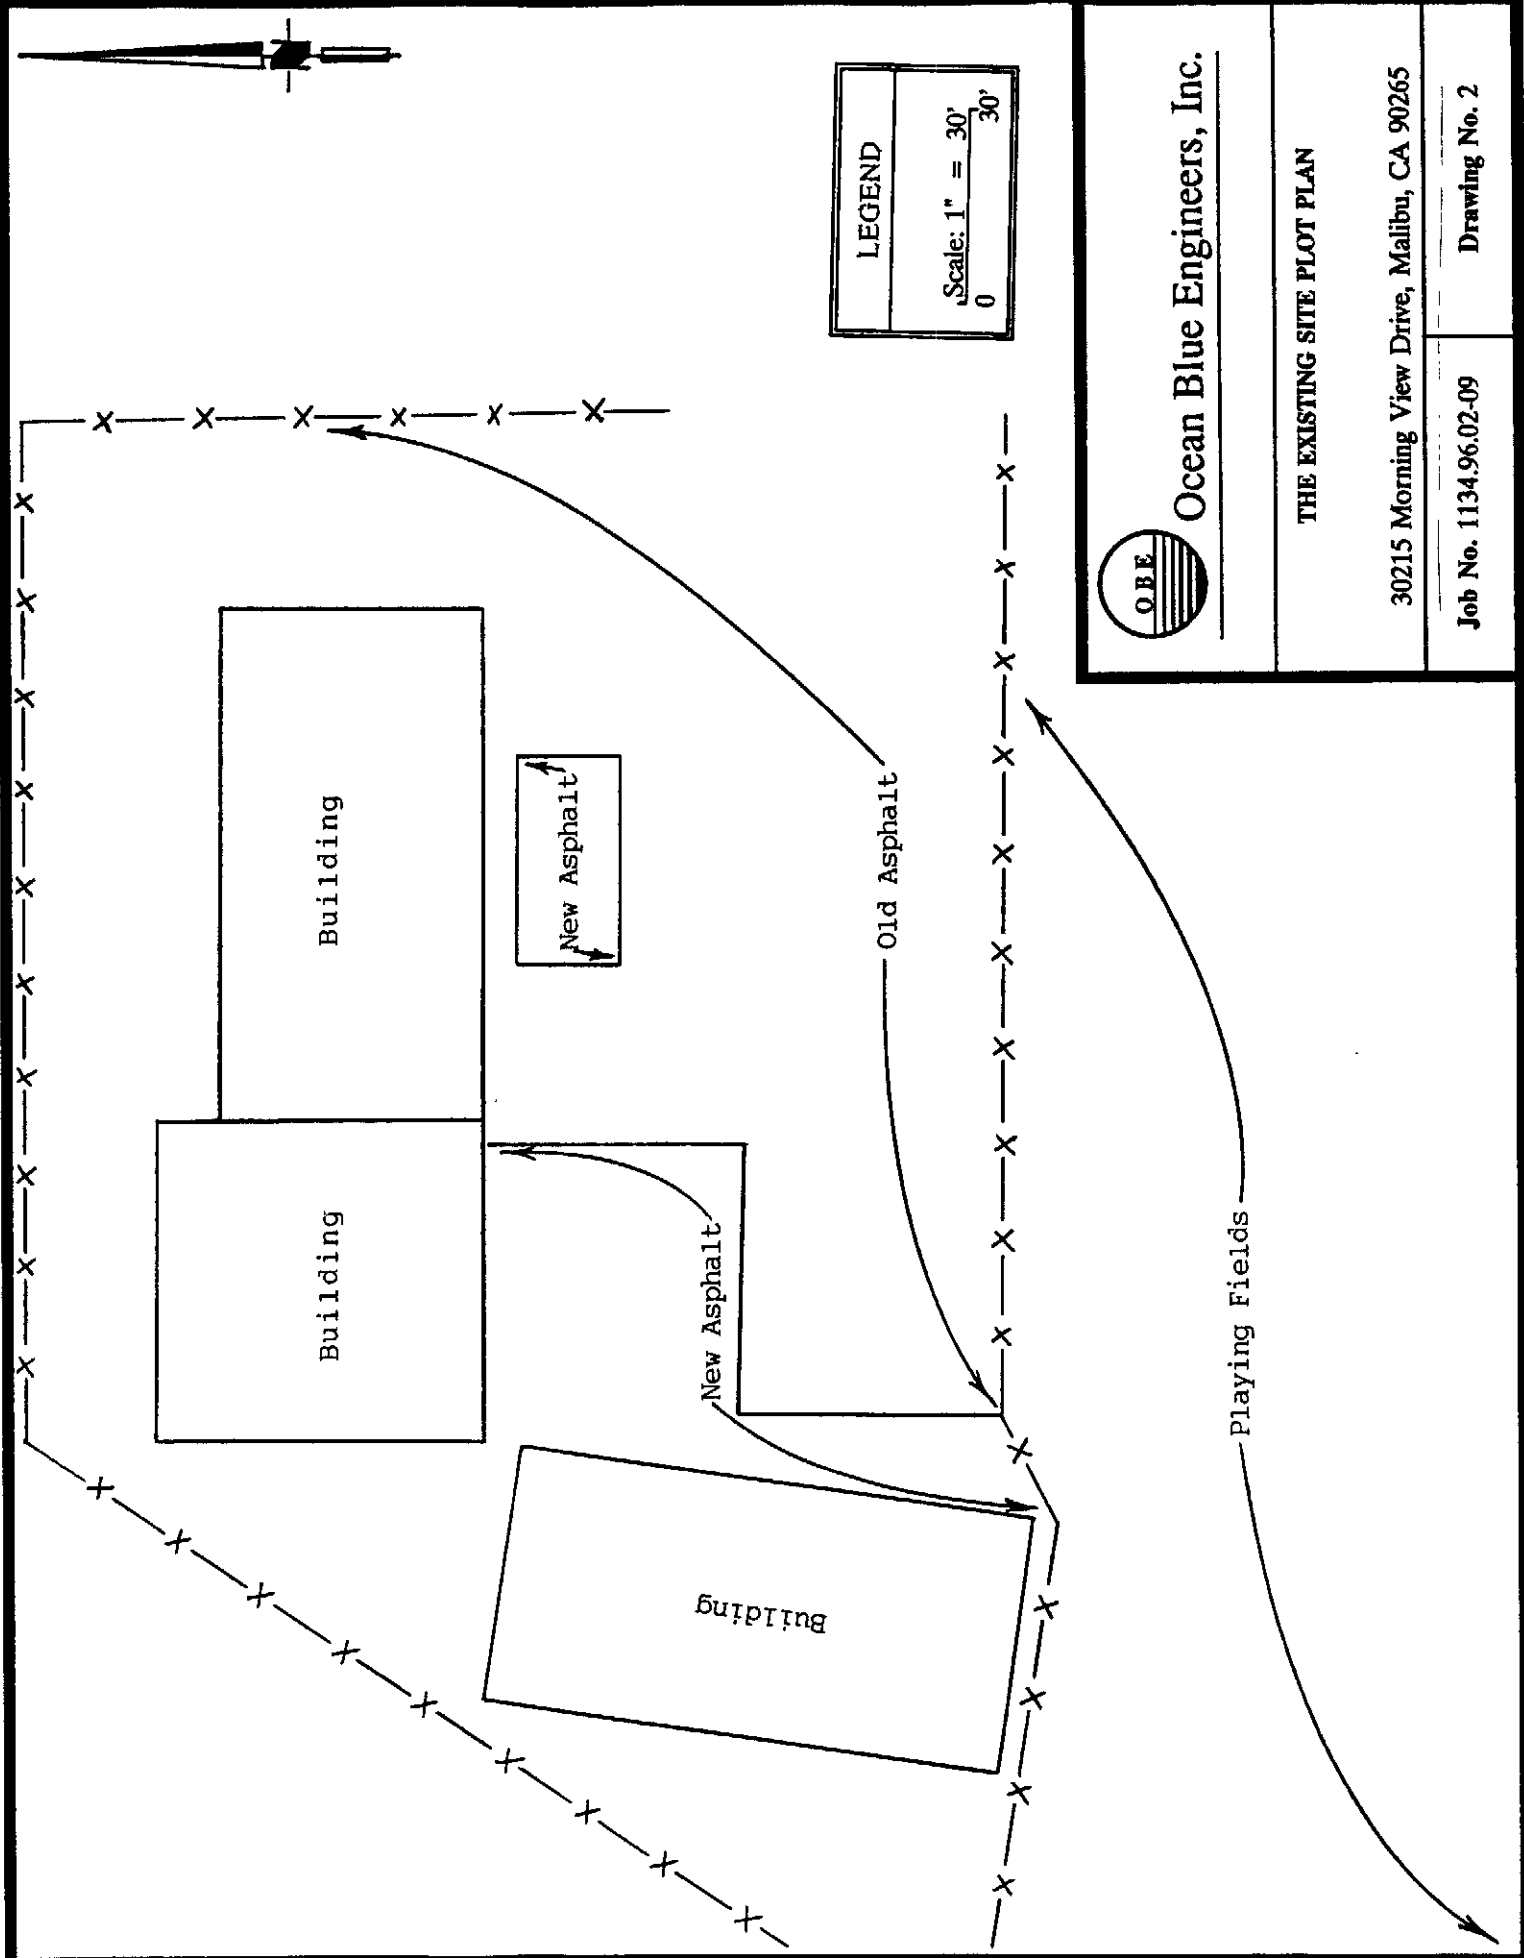 Building
Building
Building
New Asphalt
New Asphalt
Old Asphalt
Playing Fields
LEGEND
Scale: 1" = 30'
0 30'
OBE
Ocean Blue Engineers, Inc.
THE EXISTING SITE PLOT PLAN
30215 Morning View Drive, Malibu, CA 90265
Job No. 1134.96.02-09
Drawing No. 2